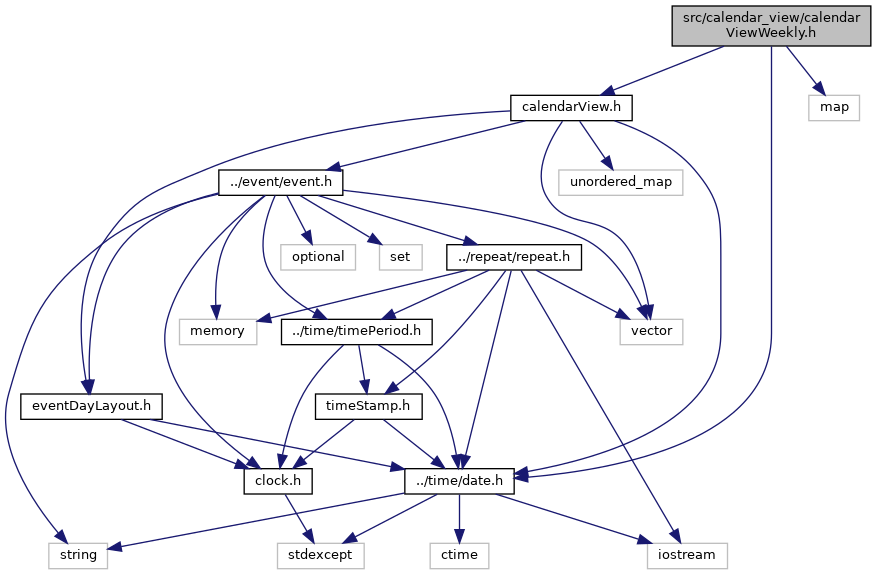 src/calendar_view/calendar
ViewWeekly.h
calendarView.h
map
../event/event.h
unordered_map
optional
set
../repeat/repeat.h
memory
../time/timePeriod.h
vector
eventDayLayout.h
timeStamp.h
clock.h
../time/date.h
string
stdexcept
ctime
iostream